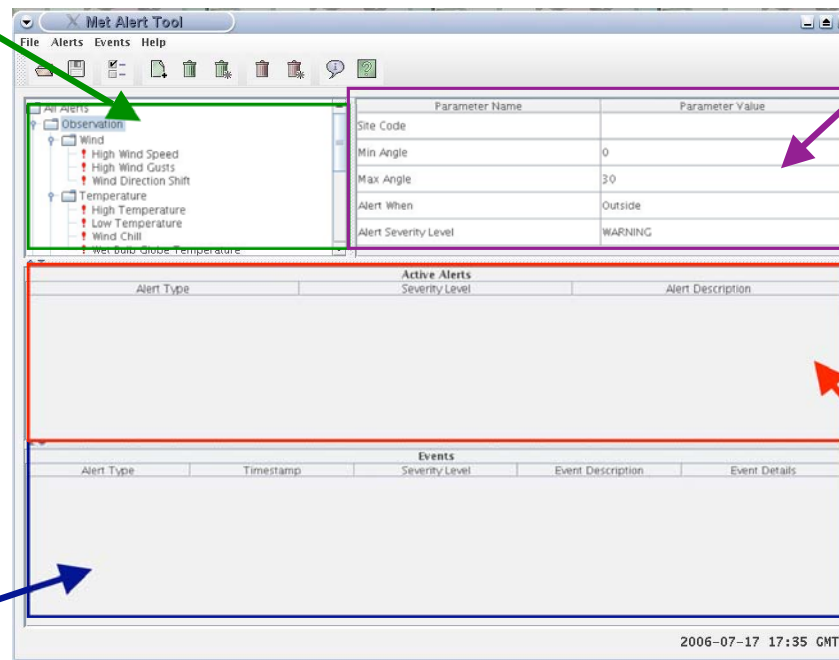 Met Alert Tool
File Alerts Events Help
All Alerts
Observation
Wind
High Wind Speed
High Wind Gusts
Wind Direction Shift
Temperature
High Temperature
Low Temperature
Wind Chill
Wet Bulb Globe Temperature
Parameter Name Parameter Value
Site Code
Min Angle 0
Max Angle 30
Alert When Outside
Alert Severity Level WARNING
Active Alerts
Alert Type Severity Level Alert Description
Events
Alert Type Timestamp Severity Level Event Description Event Details
2006-07-17 17:35 GMT